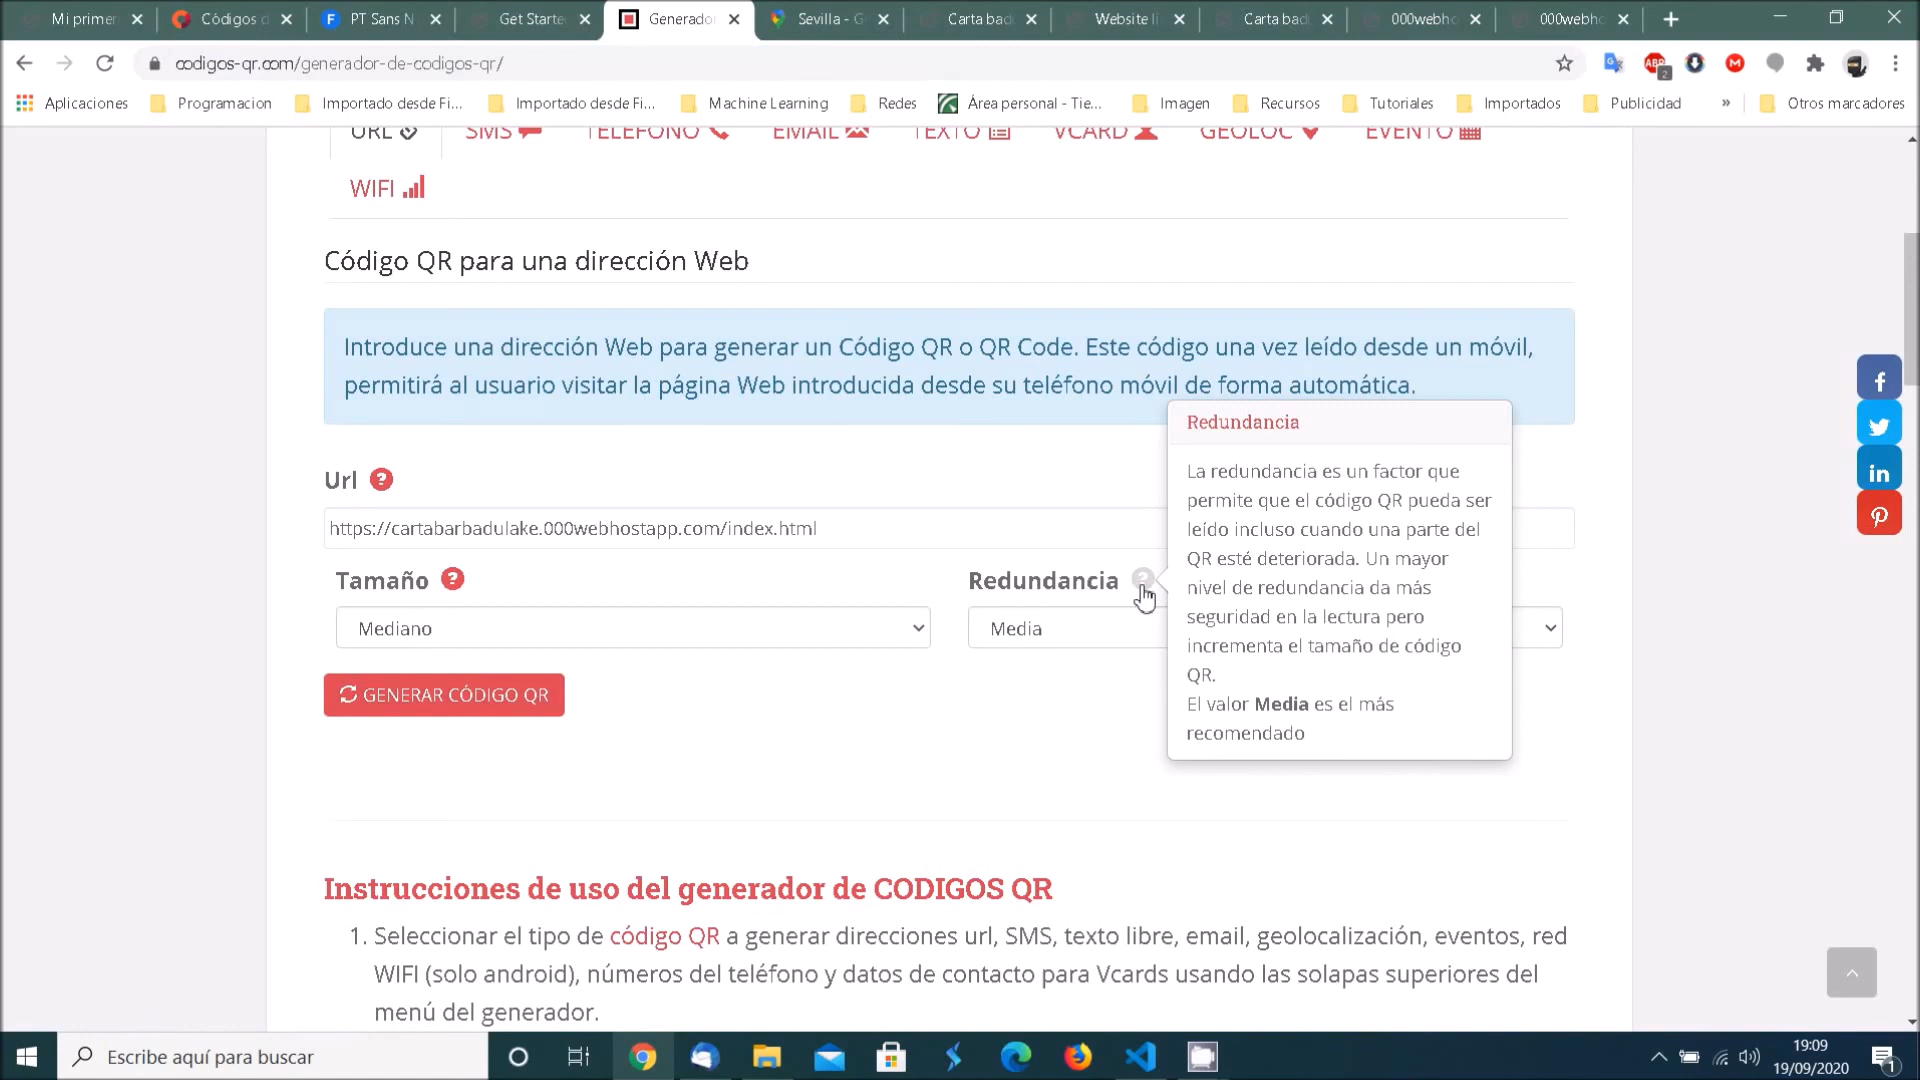 Mi primer
Códigos d
PT Sans N
Get Starte
Generador
Sevilla - G
Carta bad
Website li
Carta bad
000webho
000webho
codigos-qr.com/generador-de-codigos-qr/
ABP
2
Aplicaciones
Programacion
Importado desde Fi...
Importado desde Fi...
Machine Learning
Redes
Área personal - Tie...
Imagen
Recursos
Tutoriales
Importados
Publicidad
»
Otros marcadores
URL
SMS
TELÉFONO
EMAIL
TEXTO
VCARD
GEOLOC
EVENTO
WIFI
Código QR para una dirección Web
Introduce una dirección Web para generar un Código QR o QR Code. Este código una vez leído desde un móvil,
permitirá al usuario visitar la página Web introducida desde su teléfono móvil de forma automática.
Url ?
https://cartabarbadulake.000webhostapp.com/index.html
Tamaño ?
Redundancia ?
Mediano
Media
GENERAR CÓDIGO QR
Redundancia
La redundancia es un factor que
permite que el código QR pueda ser
leído incluso cuando una parte del
QR esté deteriorada. Un mayor
nivel de redundancia da más
seguridad en la lectura pero
incrementa el tamaño de código
QR.
El valor Media es el más
recomendado
Instrucciones de uso del generador de CODIGOS QR
1. Seleccionar el tipo de código QR a generar direcciones url, SMS, texto libre, email, geolocalización, eventos, red
WIFI (solo android), números del teléfono y datos de contacto para Vcards usando las solapas superiores del
menú del generador.
Escribe aquí para buscar
19:09
19/09/2020
1